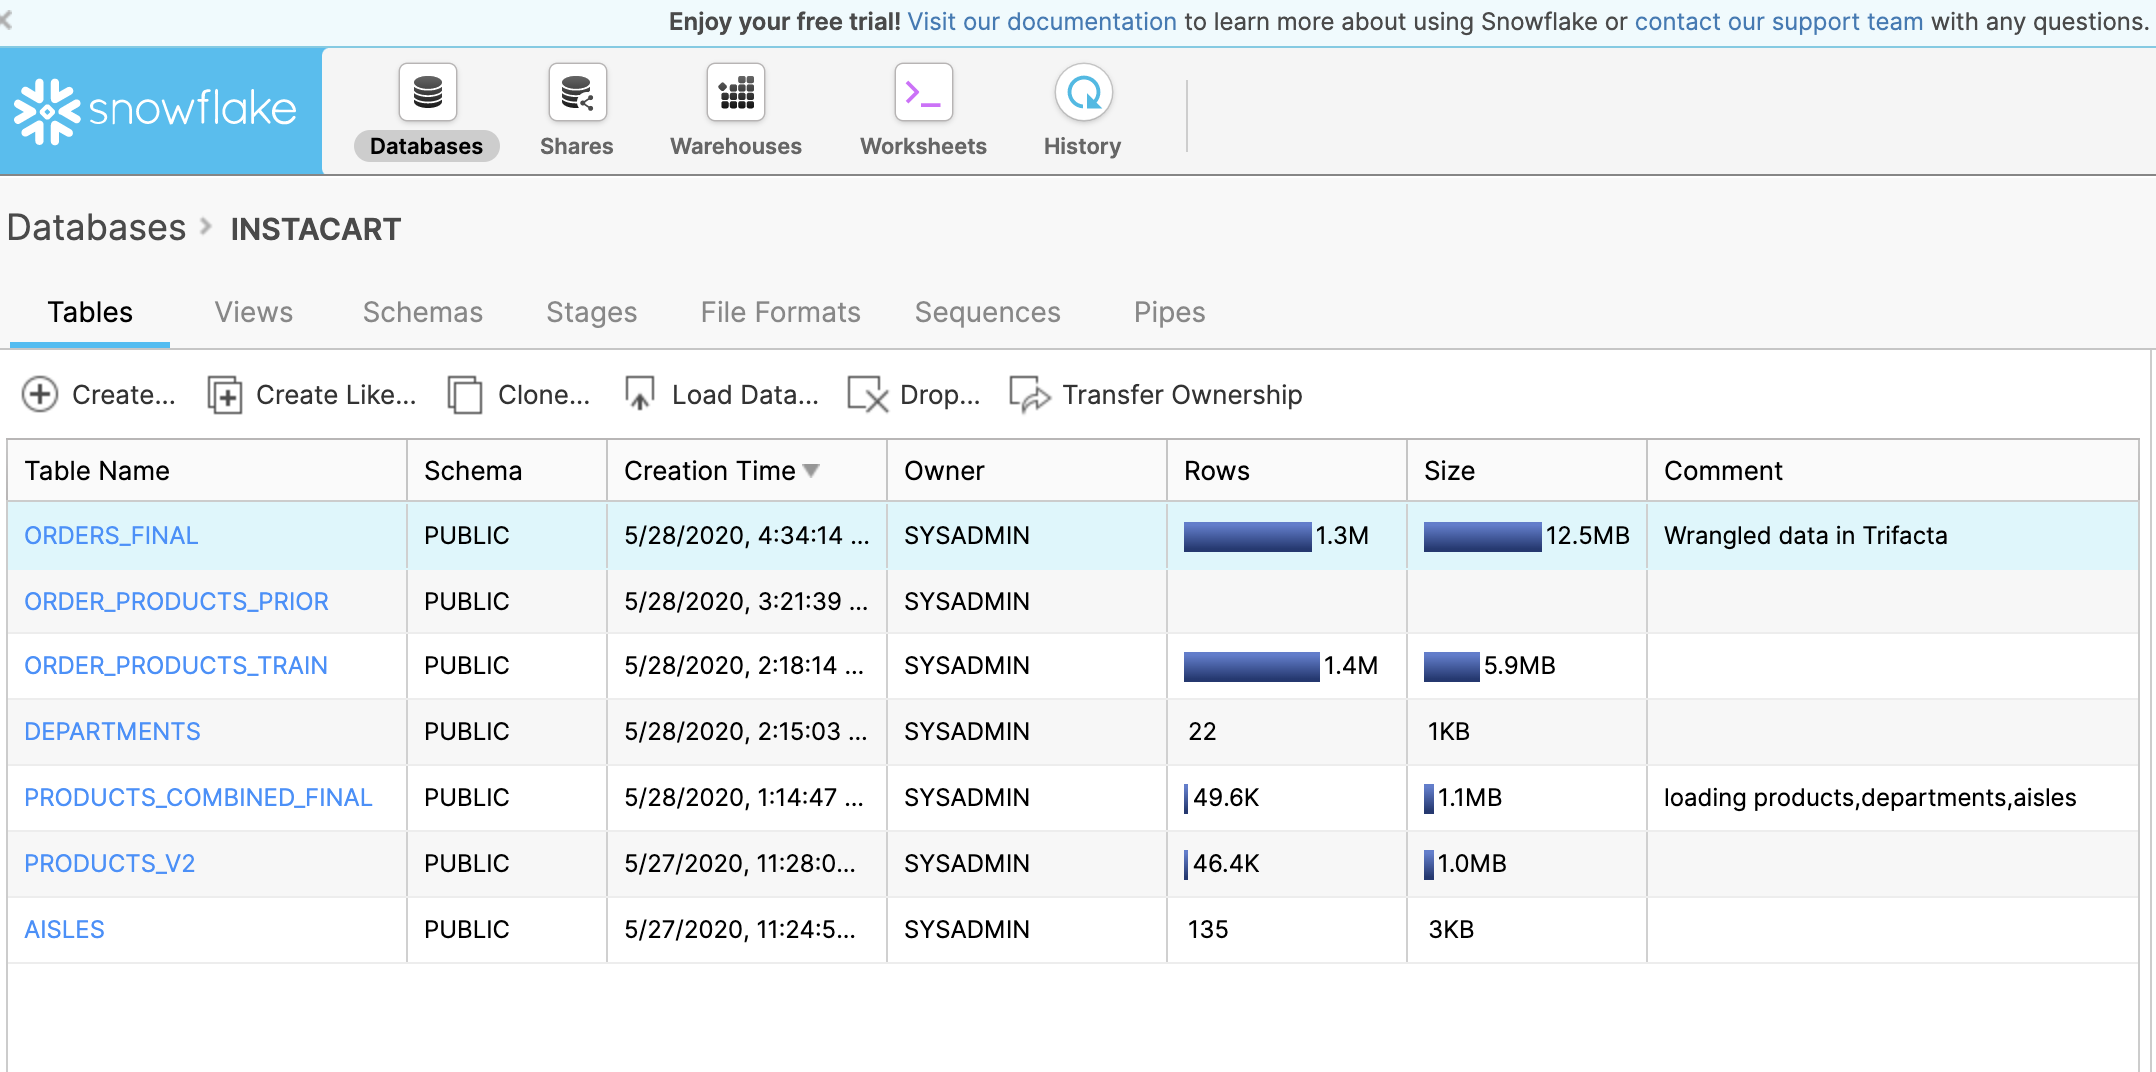 Enjoy your free trial! Visit our documentation to learn more about using Snowflake or contact our support team with any questions.
snowflake
Databases Shares Warehouses Worksheets History
Databases > INSTACART
Tables Views Schemas Stages File Formats Sequences Pipes
Create... Create Like... Clone... Load Data... Drop... Transfer Ownership
Table Name Schema Creation Time Owner Rows Size Comment
ORDERS_FINAL PUBLIC 5/28/2020, 4:34:14 ... SYSADMIN 1.3M 12.5MB Wrangled data in Trifacta
ORDER_PRODUCTS_PRIOR PUBLIC 5/28/2020, 3:21:39 ... SYSADMIN
ORDER_PRODUCTS_TRAIN PUBLIC 5/28/2020, 2:18:14 ... SYSADMIN 1.4M 5.9MB
DEPARTMENTS PUBLIC 5/28/2020, 2:15:03 ... SYSADMIN 22 1KB
PRODUCTS_COMBINED_FINAL PUBLIC 5/28/2020, 1:14:47 ... SYSADMIN 49.6K 1.1MB loading products,departments,aisles
PRODUCTS_V2 PUBLIC 5/27/2020, 11:28:0... SYSADMIN 46.4K 1.0MB
AISLES PUBLIC 5/27/2020, 11:24:5... SYSADMIN 135 3KB